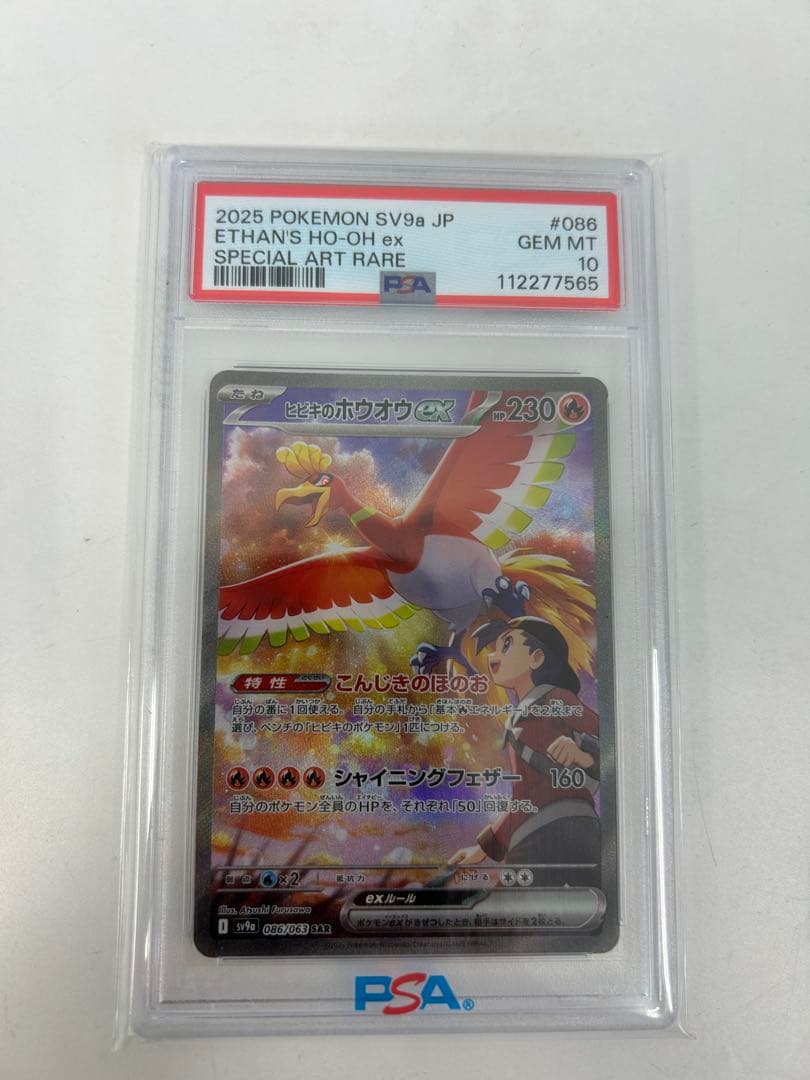 2025 POKEMON SV9a JP #086
ETHAN'S HO-OH ex GEM MT
SPECIAL ART RARE 10
PSA 112277565
たね
ヒビキのホウオウex HP230
特性 こんじきのほのお
自分の番に1回使える。自分の手札から「基本エネルギー」を2枚まで
選び、ベンチの「ヒビキのポケモン」1匹につける。
シャイニングフェザー 160
自分のポケモン全員のHPを、それぞれ「50」回復する。
弱点 ×2 抵抗力 にげる
exルール
ポケモンexがきぜつしたとき、相手はサイドを2枚とる。
Illus. Atsushi Furusawa
I sv9a 086/063 SAR
PSA®